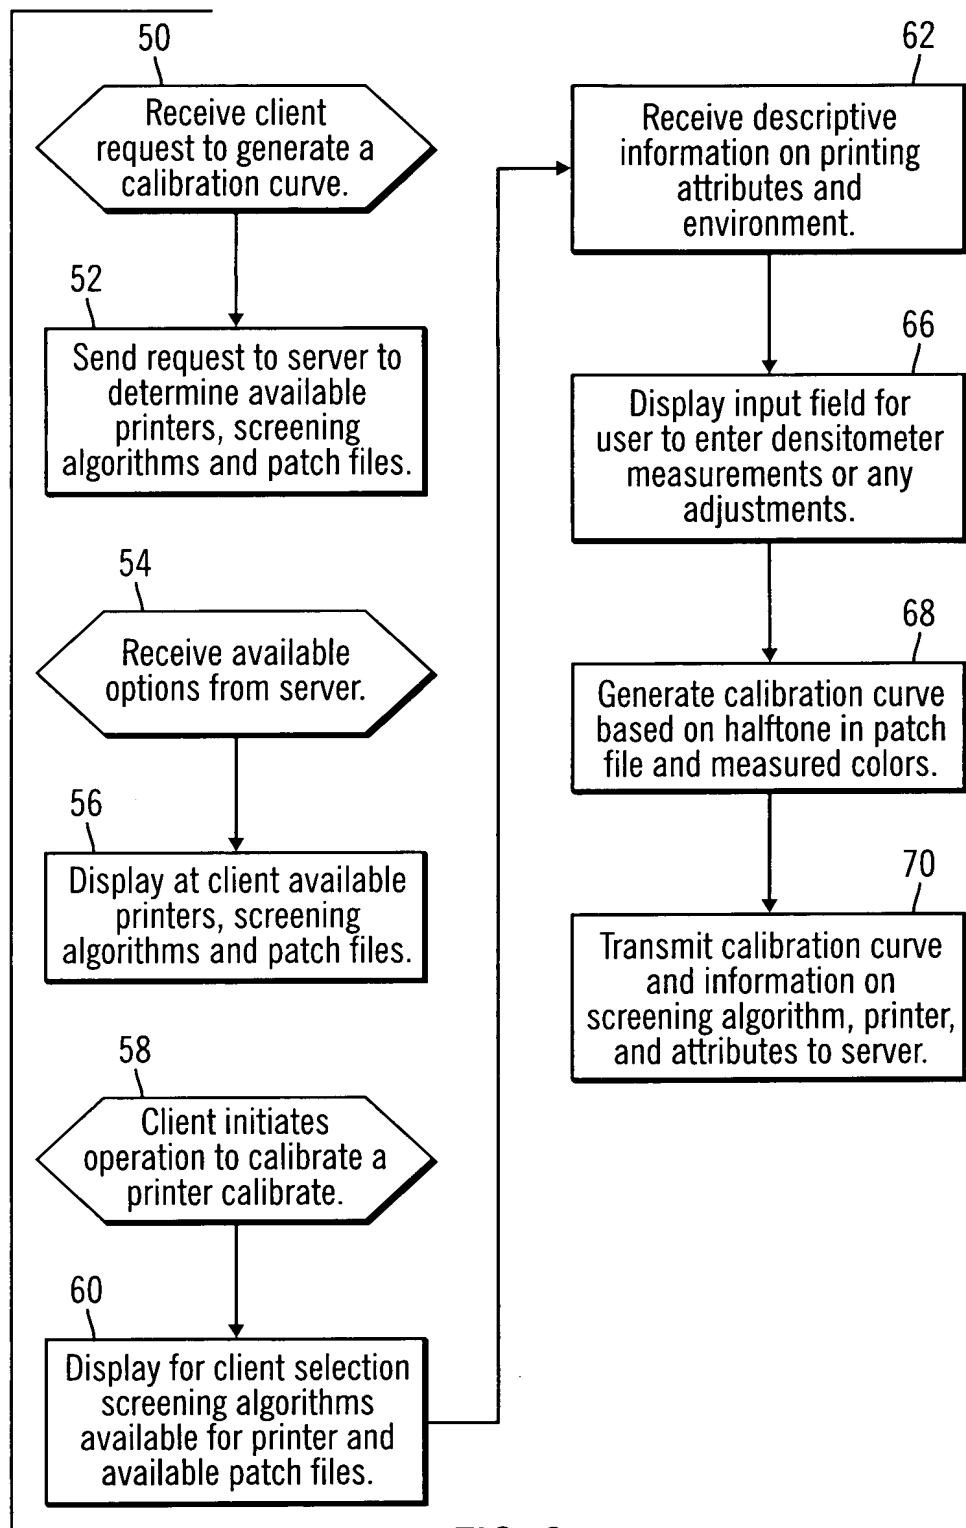 50
Receive client
request to generate a
calibration curve.
52
Send request to server to
determine available
printers, screening
algorithms and patch files.
54
Receive available
options from server.
56
Display at client available
printers, screening
algorithms and patch files.
58
Client initiates
operation to calibrate a
printer calibrate.
60
Display for client selection
screening algorithms
available for printer and
available patch files.
62
Receive descriptive
information on printing
attributes and
environment.
66
Display input field for
user to enter densitometer
measurements or any
adjustments.
68
Generate calibration curve
based on halftone in patch
file and measured colors.
70
Transmit calibration curve
and information on
screening algorithm, printer,
and attributes to server.